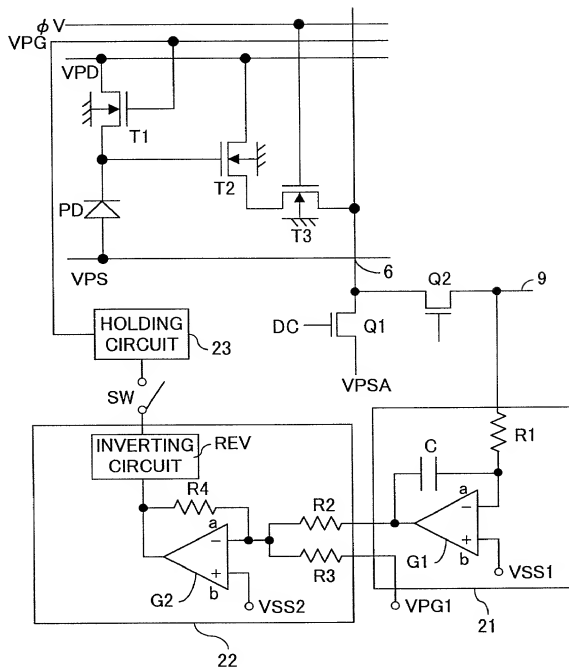 φV
VPG
VPD
T1
T2
PD
T3
VPS
6
Q2
9
DC
Q1
HOLDING
CIRCUIT
23
VPSA
SW
INVERTING
CIRCUIT
REV
R1
C
R4
R2
a
a
−
−
R3
+
+
G1
b
b
G2
VSS2
VSS1
VPG1
21
22